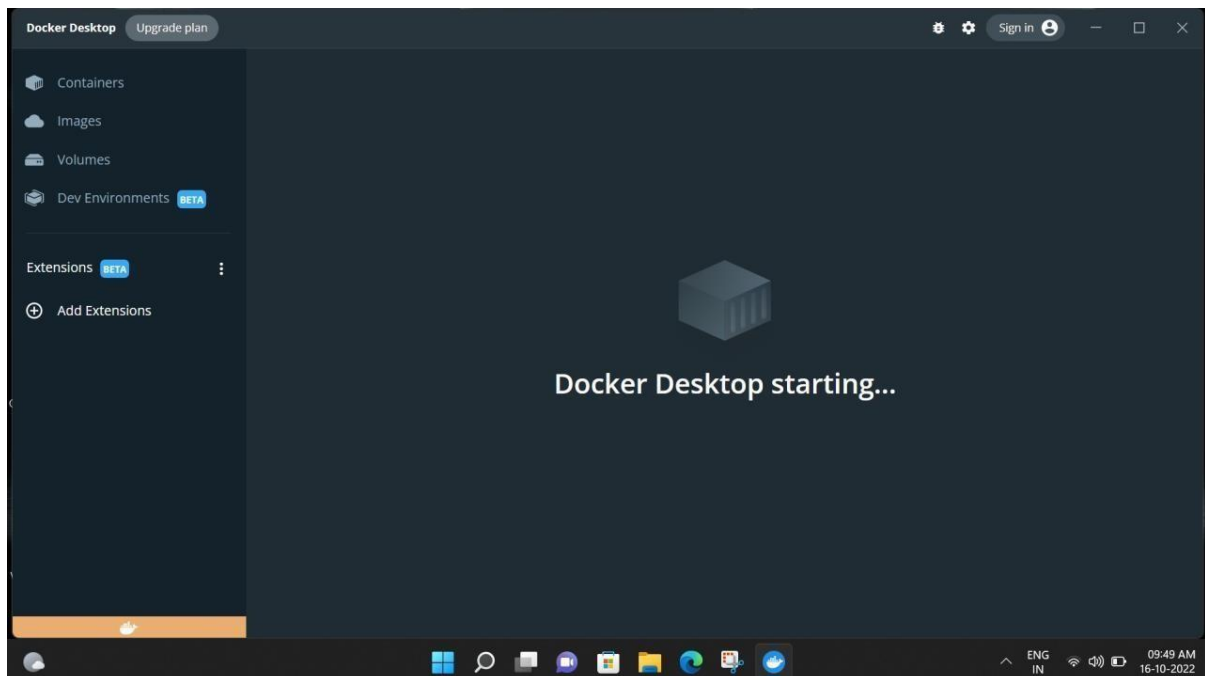 Docker Desktop Upgrade plan Sign in
Containers
Images
Volumes
Dev Environments BETA
Extensions BETA
Add Extensions
Docker Desktop starting...
ENG
IN
09:49 AM
16-10-2022